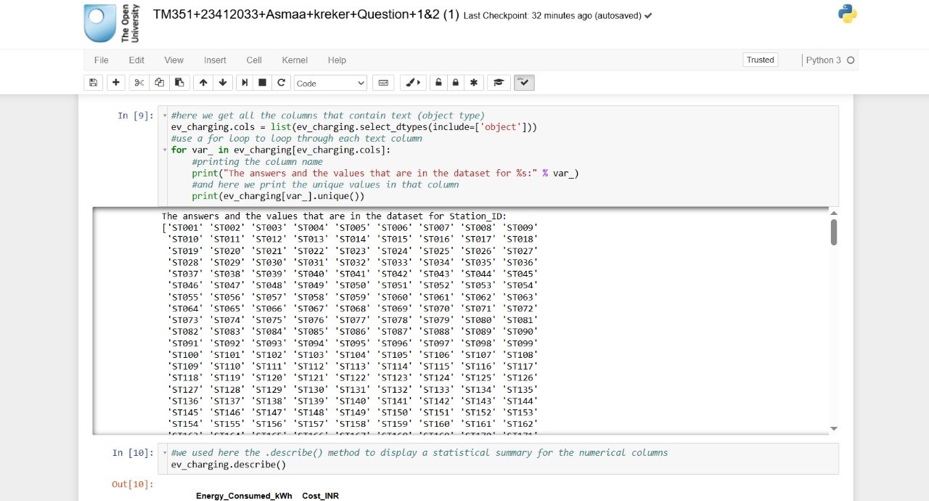 The Open University
TM351+23412033+Asmaa+kreker+Question+1&2 (1) Last Checkpoint: 32 minutes ago (autosaved)
File Edit View Insert Cell Kernel Help
Trusted Python 3
Code
In [9]: #here we get all the columns that contain text (object type)
ev_charging.cols = list(ev_charging.select_dtypes(include=['object']))
#use a for loop to loop through each text column
for var_ in ev_charging[ev_charging.cols]:
#printing the column name
print("The answers and the values that are in the dataset for %s:" % var_)
#and here we print the unique values in that column
print(ev_charging[var_].unique())
The answers and the values that are in the dataset for Station_ID:
['ST001' 'ST002' 'ST003' 'ST004' 'ST005' 'ST006' 'ST007' 'ST008' 'ST009'
'ST010' 'ST011' 'ST012' 'ST013' 'ST014' 'ST015' 'ST016' 'ST017' 'ST018'
'ST019' 'ST020' 'ST021' 'ST022' 'ST023' 'ST024' 'ST025' 'ST026' 'ST027'
'ST028' 'ST029' 'ST030' 'ST031' 'ST032' 'ST033' 'ST034' 'ST035' 'ST036'
'ST037' 'ST038' 'ST039' 'ST040' 'ST041' 'ST042' 'ST043' 'ST044' 'ST045'
'ST046' 'ST047' 'ST048' 'ST049' 'ST050' 'ST051' 'ST052' 'ST053' 'ST054'
'ST055' 'ST056' 'ST057' 'ST058' 'ST059' 'ST060' 'ST061' 'ST062' 'ST063'
'ST064' 'ST065' 'ST066' 'ST067' 'ST068' 'ST069' 'ST070' 'ST071' 'ST072'
'ST073' 'ST074' 'ST075' 'ST076' 'ST077' 'ST078' 'ST079' 'ST080' 'ST081'
'ST082' 'ST083' 'ST084' 'ST085' 'ST086' 'ST087' 'ST088' 'ST089' 'ST090'
'ST091' 'ST092' 'ST093' 'ST094' 'ST095' 'ST096' 'ST097' 'ST098' 'ST099'
'ST100' 'ST101' 'ST102' 'ST103' 'ST104' 'ST105' 'ST106' 'ST107' 'ST108'
'ST109' 'ST110' 'ST111' 'ST112' 'ST113' 'ST114' 'ST115' 'ST116' 'ST117'
'ST118' 'ST119' 'ST120' 'ST121' 'ST122' 'ST123' 'ST124' 'ST125' 'ST126'
'ST127' 'ST128' 'ST129' 'ST130' 'ST131' 'ST132' 'ST133' 'ST134' 'ST135'
'ST136' 'ST137' 'ST138' 'ST139' 'ST140' 'ST141' 'ST142' 'ST143' 'ST144'
'ST145' 'ST146' 'ST147' 'ST148' 'ST149' 'ST150' 'ST151' 'ST152' 'ST153'
'ST154' 'ST155' 'ST156' 'ST157' 'ST158' 'ST159' 'ST160' 'ST161' 'ST162'
In [10]: #we used here the .describe() method to display a statistical summary for the numerical columns
ev_charging.describe()
Out[10]:
Energy_Consumed_kWh Cost_INR